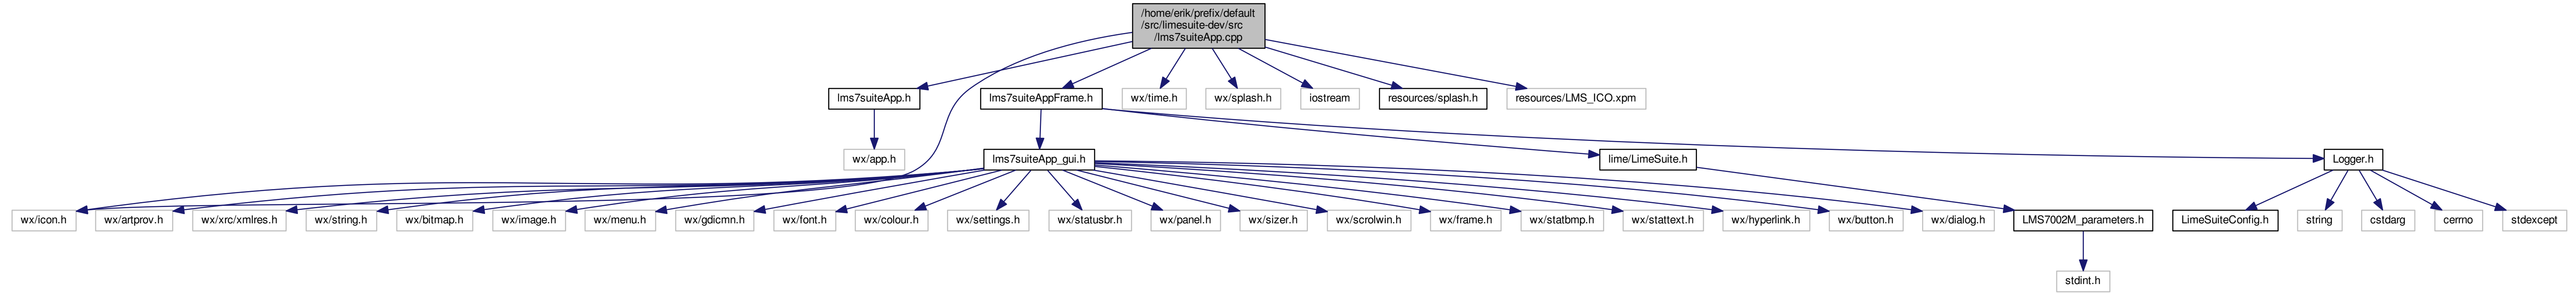 /home/erik/prefix/default
/src/limesuite-dev/src
/lms7suiteApp.cpp
lms7suiteApp.h
lms7suiteAppFrame.h
wx/time.h
wx/splash.h
iostream
resources/splash.h
resources/LMS_ICO.xpm
wx/app.h
lms7suiteApp_gui.h
lime/LimeSuite.h
Logger.h
wx/icon.h
wx/artprov.h
wx/xrc/xmlres.h
wx/string.h
wx/bitmap.h
wx/image.h
wx/menu.h
wx/gdicmn.h
wx/font.h
wx/colour.h
wx/settings.h
wx/statusbr.h
wx/panel.h
wx/sizer.h
wx/scrolwin.h
wx/frame.h
wx/statbmp.h
wx/stattext.h
wx/hyperlink.h
wx/button.h
wx/dialog.h
LMS7002M_parameters.h
LimeSuiteConfig.h
string
cstdarg
cerrno
stdexcept
stdint.h